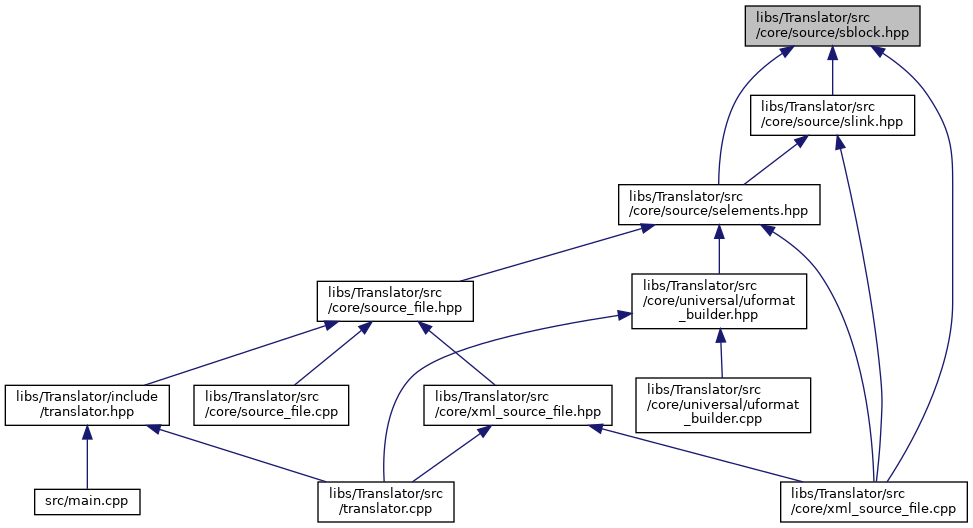 libs/Translator/src
/core/source/sblock.hpp
libs/Translator/src
/core/source/slink.hpp
libs/Translator/src
/core/source/selements.hpp
libs/Translator/src
/core/source_file.hpp
libs/Translator/src
/core/universal/uformat
_builder.hpp
libs/Translator/include
/translator.hpp
libs/Translator/src
/core/source_file.cpp
libs/Translator/src
/core/xml_source_file.hpp
libs/Translator/src
/core/universal/uformat
_builder.cpp
src/main.cpp
libs/Translator/src
/translator.cpp
libs/Translator/src
/core/xml_source_file.cpp